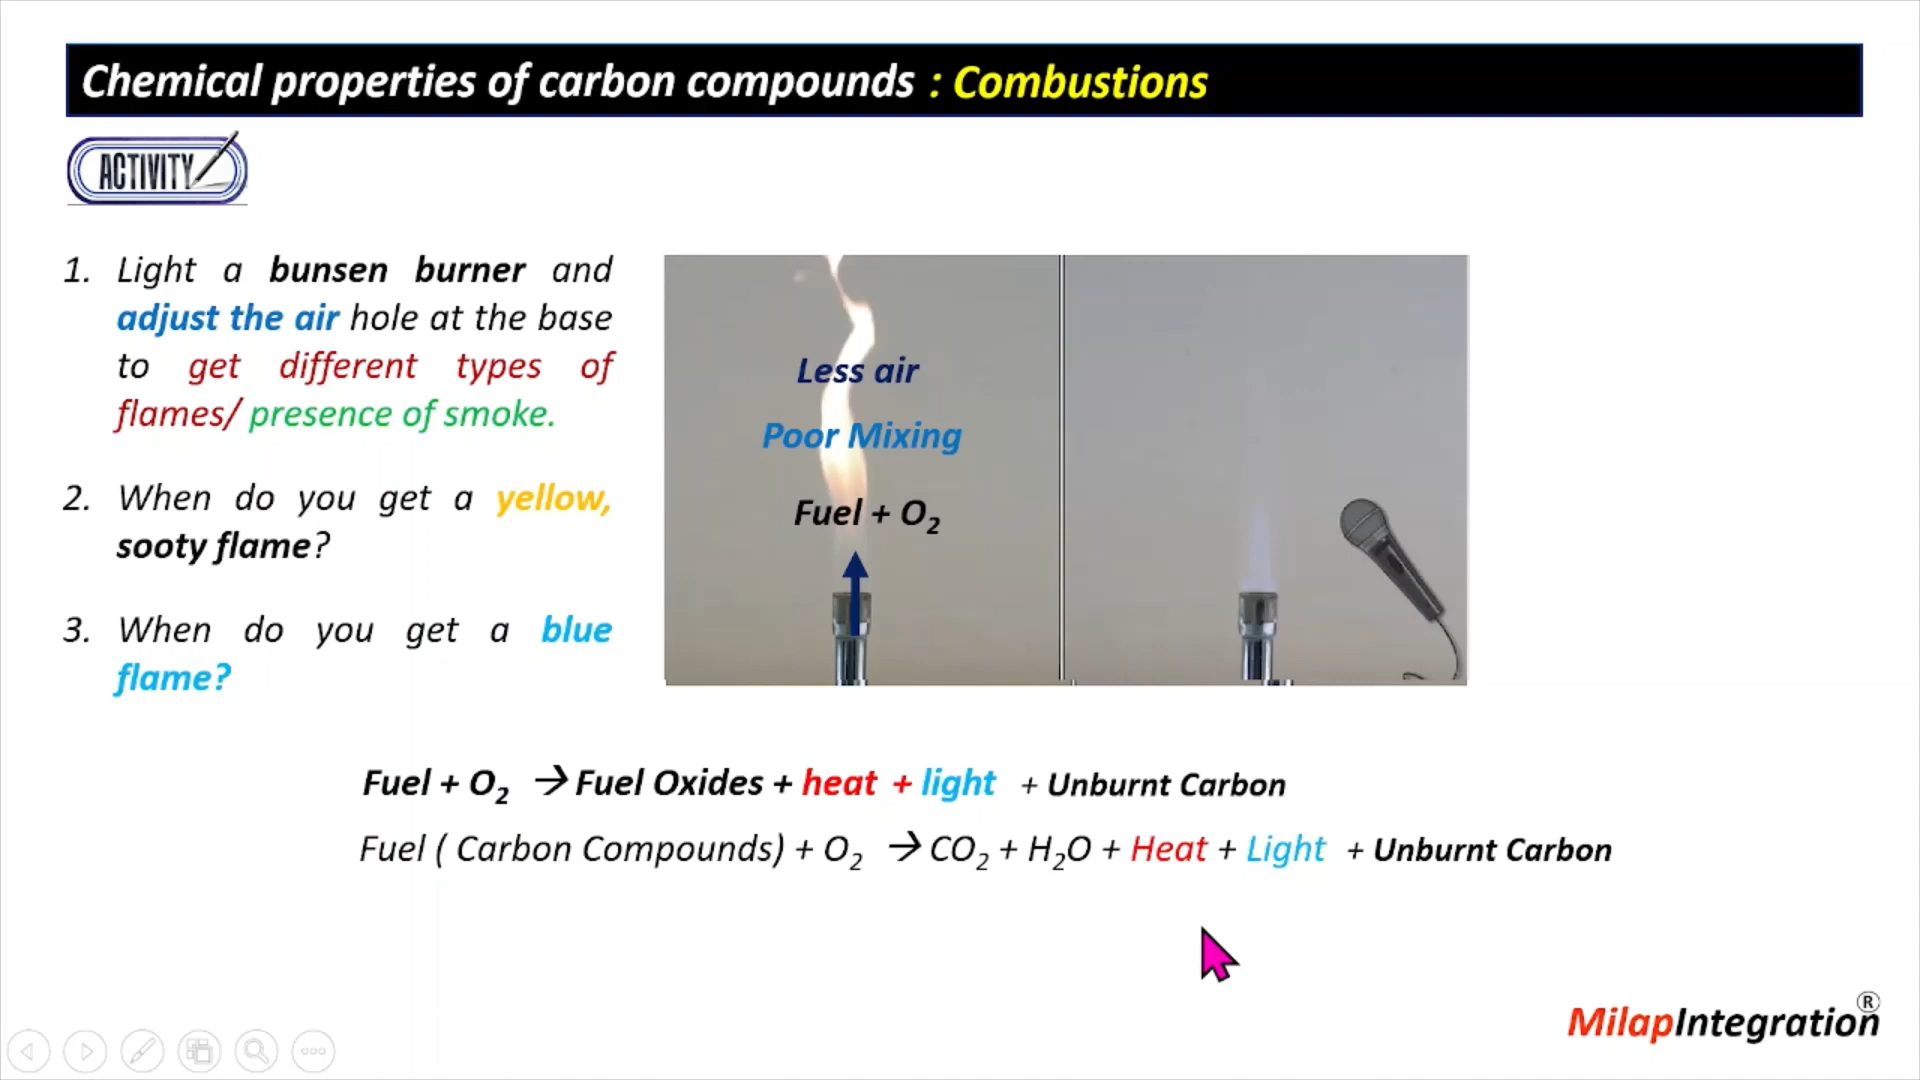 Chemical properties of carbon compounds : Combustions
ACTIVITY
1. Light a bunsen burner and
adjust the air hole at the base
to get different types of
flames/ presence of smoke.
2. When do you get a yellow,
sooty flame?
3. When do you get a blue
flame?
Less air
Poor Mixing
Fuel + O₂
Fuel + O₂ → Fuel Oxides + heat + light + Unburnt Carbon
Fuel ( Carbon Compounds) + O₂ → CO₂ + H₂O + Heat + Light + Unburnt Carbon
MilapIntegration®